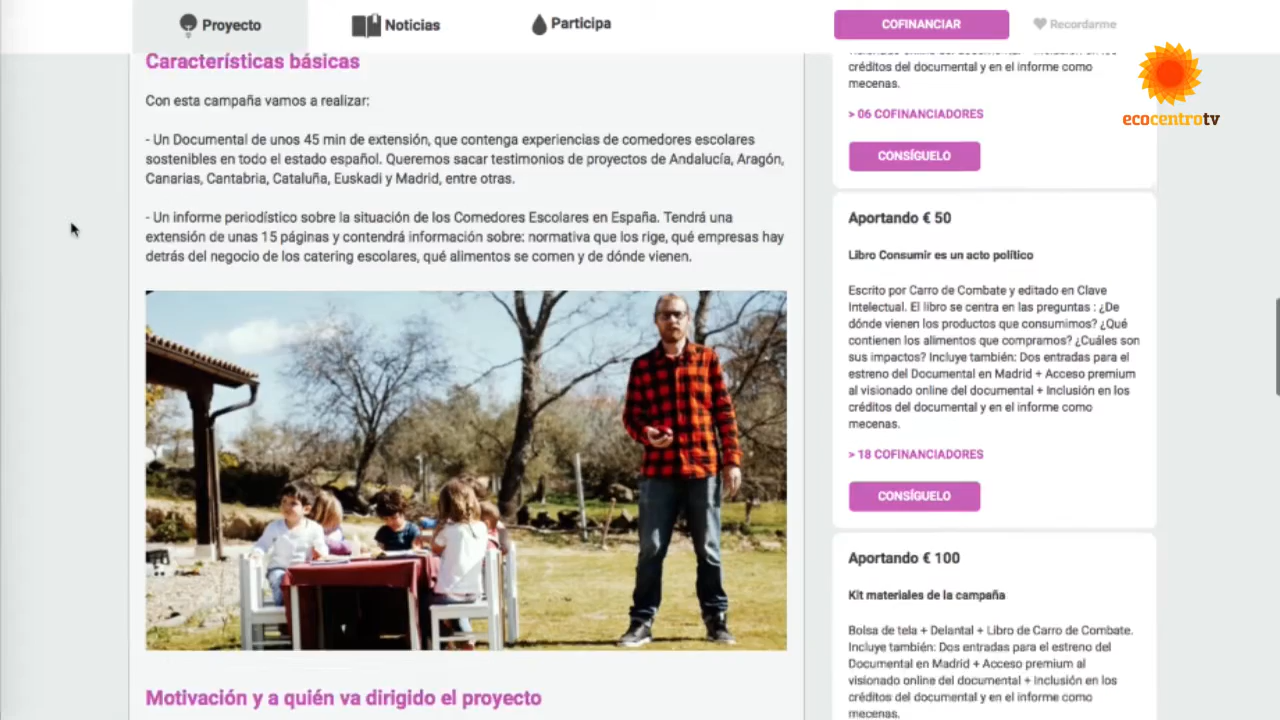 Proyecto
Noticias
Participa
COFINANCIAR
Recordarme
Características básicas
Con esta campaña vamos a realizar:
- Un Documental de unos 45 min de extensión, que contenga experiencias de comedores escolares
sostenibles en todo el estado español. Queremos sacar testimonios de proyectos de Andalucía, Aragón,
Canarias, Cantabria, Cataluña, Euskadi y Madrid, entre otras.
- Un informe periodístico sobre la situación de los Comedores Escolares en España. Tendrá una
extensión de unas 15 páginas y contendrá información sobre: normativa que los rige, qué empresas hay
detrás del negocio de los catering escolares, qué alimentos se comen y de dónde vienen.
Motivación y a quién va dirigido el proyecto
créditos del documental y en el informe como
mecenas.
> 06 COFINANCIADORES
CONSÍGUELO
Aportando € 50
Libro Consumir es un acto político
Escrito por Carro de Combate y editado en Clave
Intelectual. El libro se centra en las preguntas : ¿De
dónde vienen los productos que consumimos? ¿Qué
contienen los alimentos que compramos? ¿Cuáles son
sus impactos? Incluye también: Dos entradas para el
estreno del Documental en Madrid + Acceso premium
al visionado online del documental + Inclusión en los
créditos del documental y en el informe como
mecenas.
> 18 COFINANCIADORES
CONSÍGUELO
Aportando € 100
Kit materiales de la campaña
Bolsa de tela + Delantal + Libro de Carro de Combate.
Incluye también: Dos entradas para el estreno del
Documental en Madrid + Acceso premium al
visionado online del documental + Inclusión en los
créditos del documental y en el informe como
mecenas.
ecocentrotv